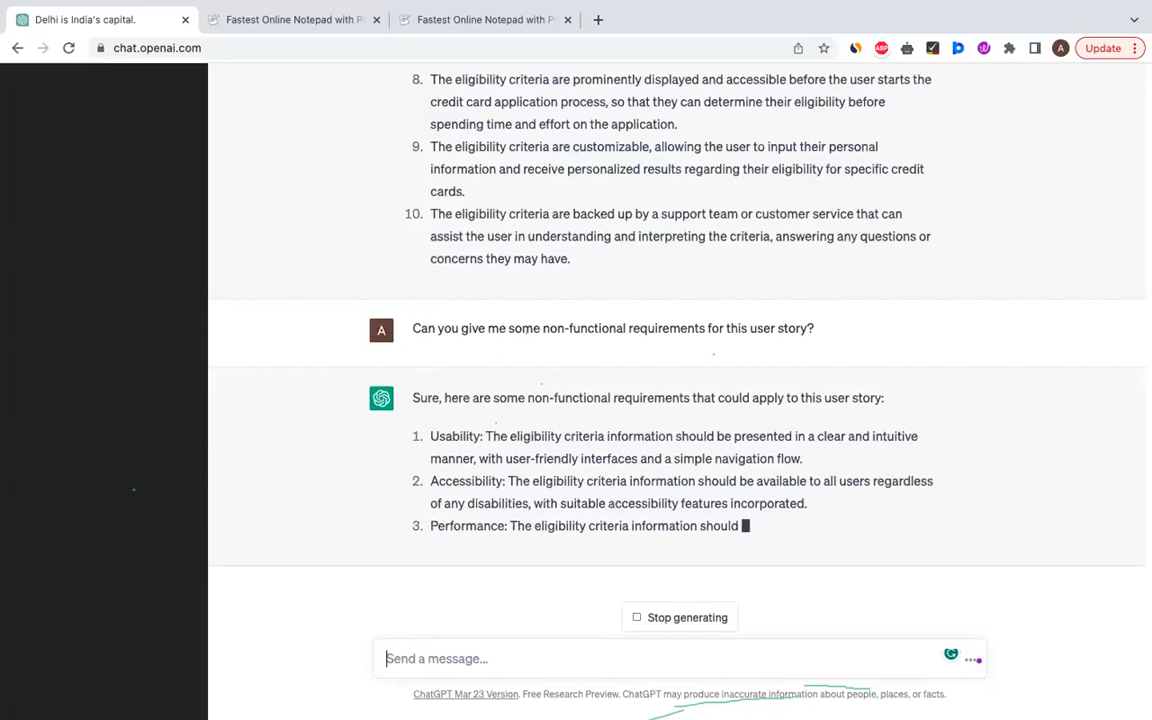 Delhi is India's capital.
Fastest Online Notepad with P
Fastest Online Notepad with P
chat.openai.com
ABP
A
Update
8. The eligibility criteria are prominently displayed and accessible before the user starts the
credit card application process, so that they can determine their eligibility before
spending time and effort on the application.
9. The eligibility criteria are customizable, allowing the user to input their personal
information and receive personalized results regarding their eligibility for specific credit
cards.
10. The eligibility criteria are backed up by a support team or customer service that can
assist the user in understanding and interpreting the criteria, answering any questions or
concerns they may have.
A
Can you give me some non-functional requirements for this user story?
Sure, here are some non-functional requirements that could apply to this user story:
1. Usability: The eligibility criteria information should be presented in a clear and intuitive
manner, with user-friendly interfaces and a simple navigation flow.
2. Accessibility: The eligibility criteria information should be available to all users regardless
of any disabilities, with suitable accessibility features incorporated.
3. Performance: The eligibility criteria information should
Stop generating
Send a message...
ChatGPT Mar 23 Version. Free Research Preview. ChatGPT may produce inaccurate information about people, places, or facts.